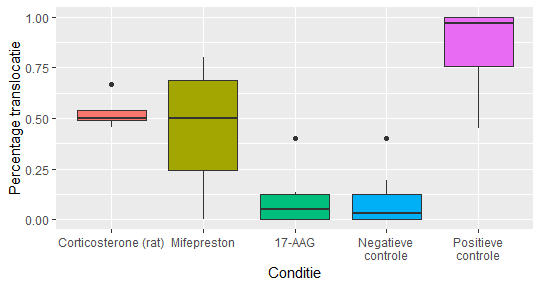 Percentage translocatie
1.00
0.75
0.50
0.25
0.00
Corticosterone (rat)
Mifepreston
17-AAG
Negatieve
controle
Positieve
controle
Conditie